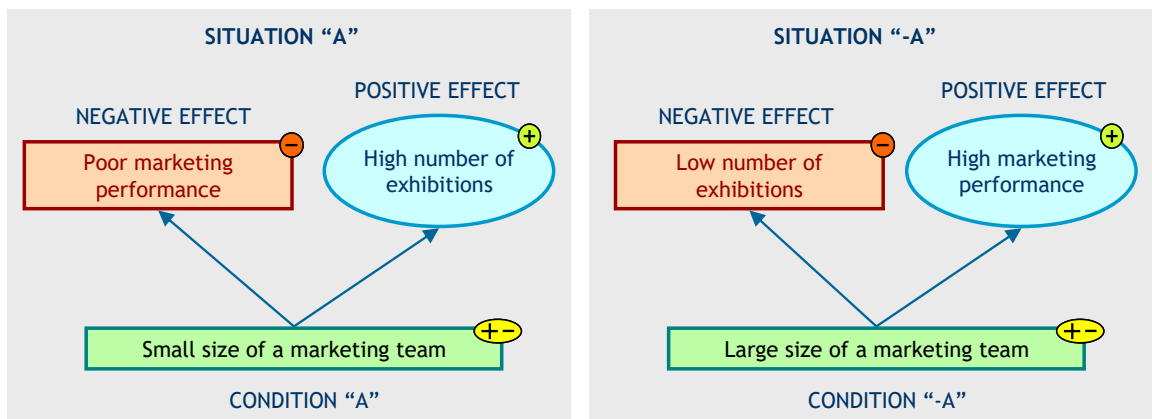 SITUATION “A”
POSITIVE EFFECT
NEGATIVE EFFECT
−
+
Poor marketing
performance
High number of
exhibitions
+−
Small size of a marketing team
CONDITION “A”
SITUATION “-A”
POSITIVE EFFECT
NEGATIVE EFFECT
−
+
Low number of
exhibitions
High marketing
performance
+−
Large size of a marketing team
CONDITION “-A”